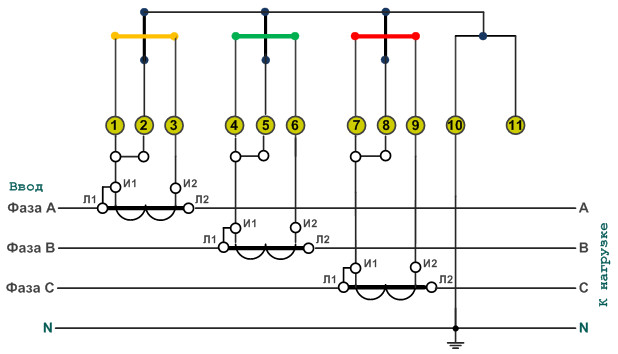 1 2 3 4 5 6 7 8 9 10 11
Ввод
И1 И2
Фаза А Л1 Л2 А
И1 И2
Фаза В Л1 Л2 В
И1 И2
Фаза С Л1 Л2 С
N N
К нагрузке